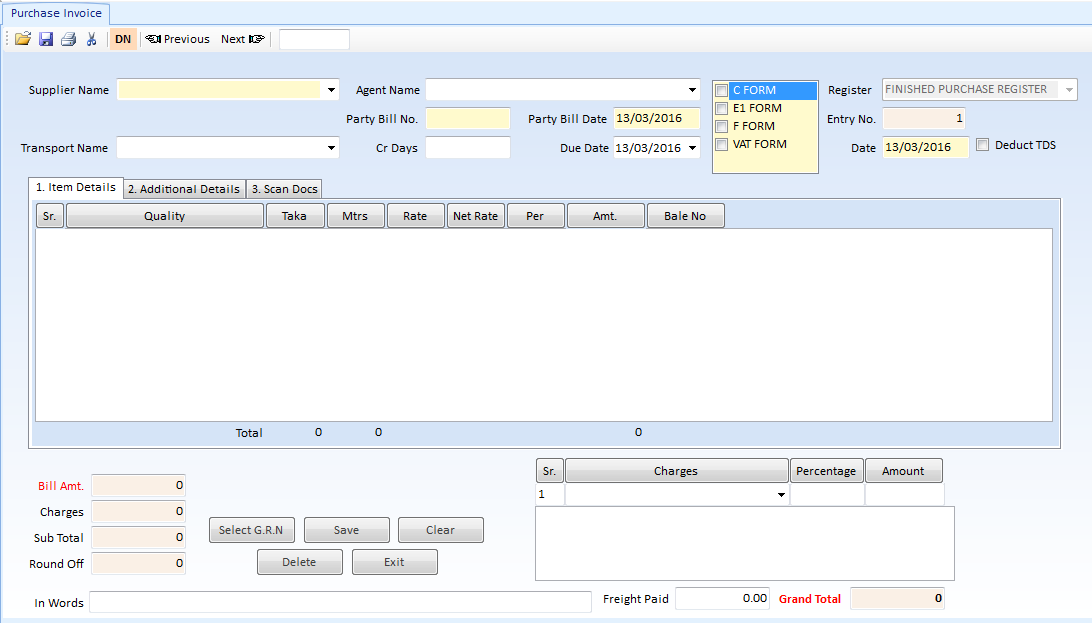 Purchase Invoice
DN Previous Next
Supplier Name Agent Name C FORM Register FINISHED PURCHASE REGISTER
E1 FORM
Party Bill No. Party Bill Date 13/03/2016 F FORM Entry No. 1
Transport Name Cr Days Due Date 13/03/2016 VAT FORM Date 13/03/2016 Deduct TDS
1. Item Details 2. Additional Details 3. Scan Docs
Sr. Quality Taka Mtrs Rate Net Rate Per Amt. Bale No
Total 0 0 0
Sr. Charges Percentage Amount
1
Bill Amt. 0
Charges 0
Sub Total 0
Round Off 0
Select G.R.N Save Clear
Delete Exit
In Words Freight Paid 0.00 Grand Total 0